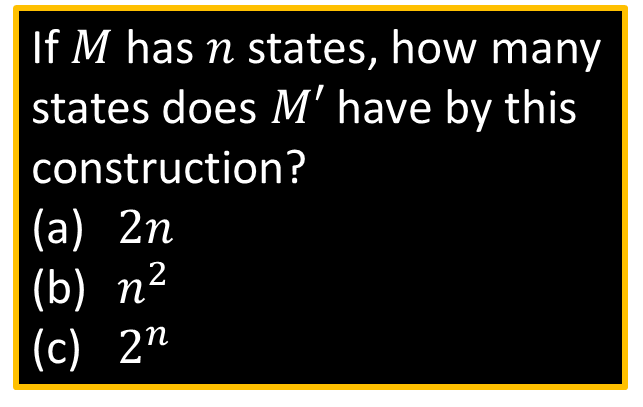 If 𝑀 has 𝑛 states, how many
states does 𝑀′ have by this
construction?
(a) 2𝑛
(b) 𝑛²
(c) 2ⁿ